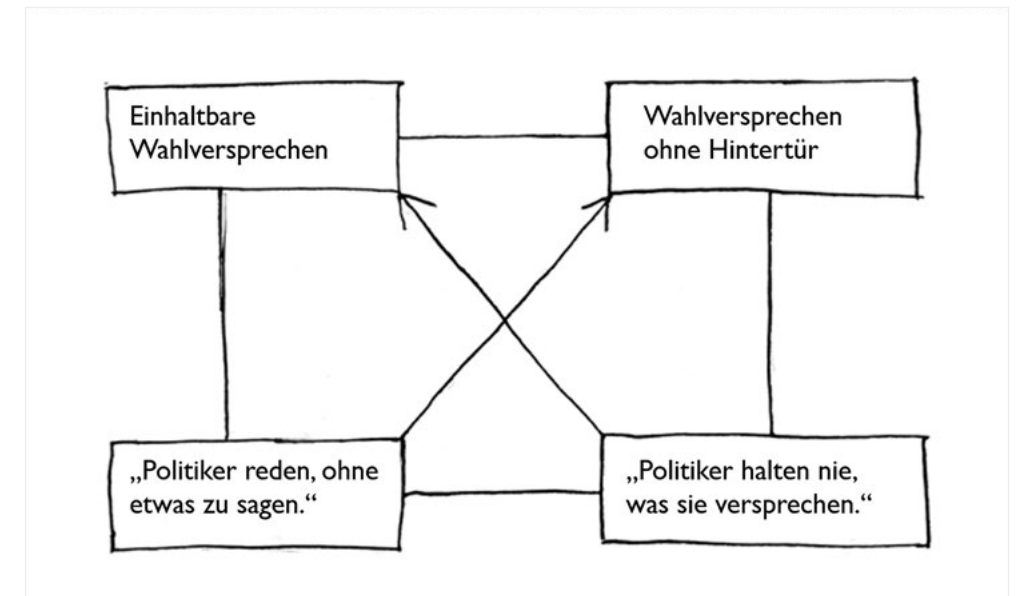 Einhaltbare
Wahlversprechen
Wahlversprechen
ohne Hintertür
„Politiker reden, ohne
etwas zu sagen.“
„Politiker halten nie,
was sie versprechen.“